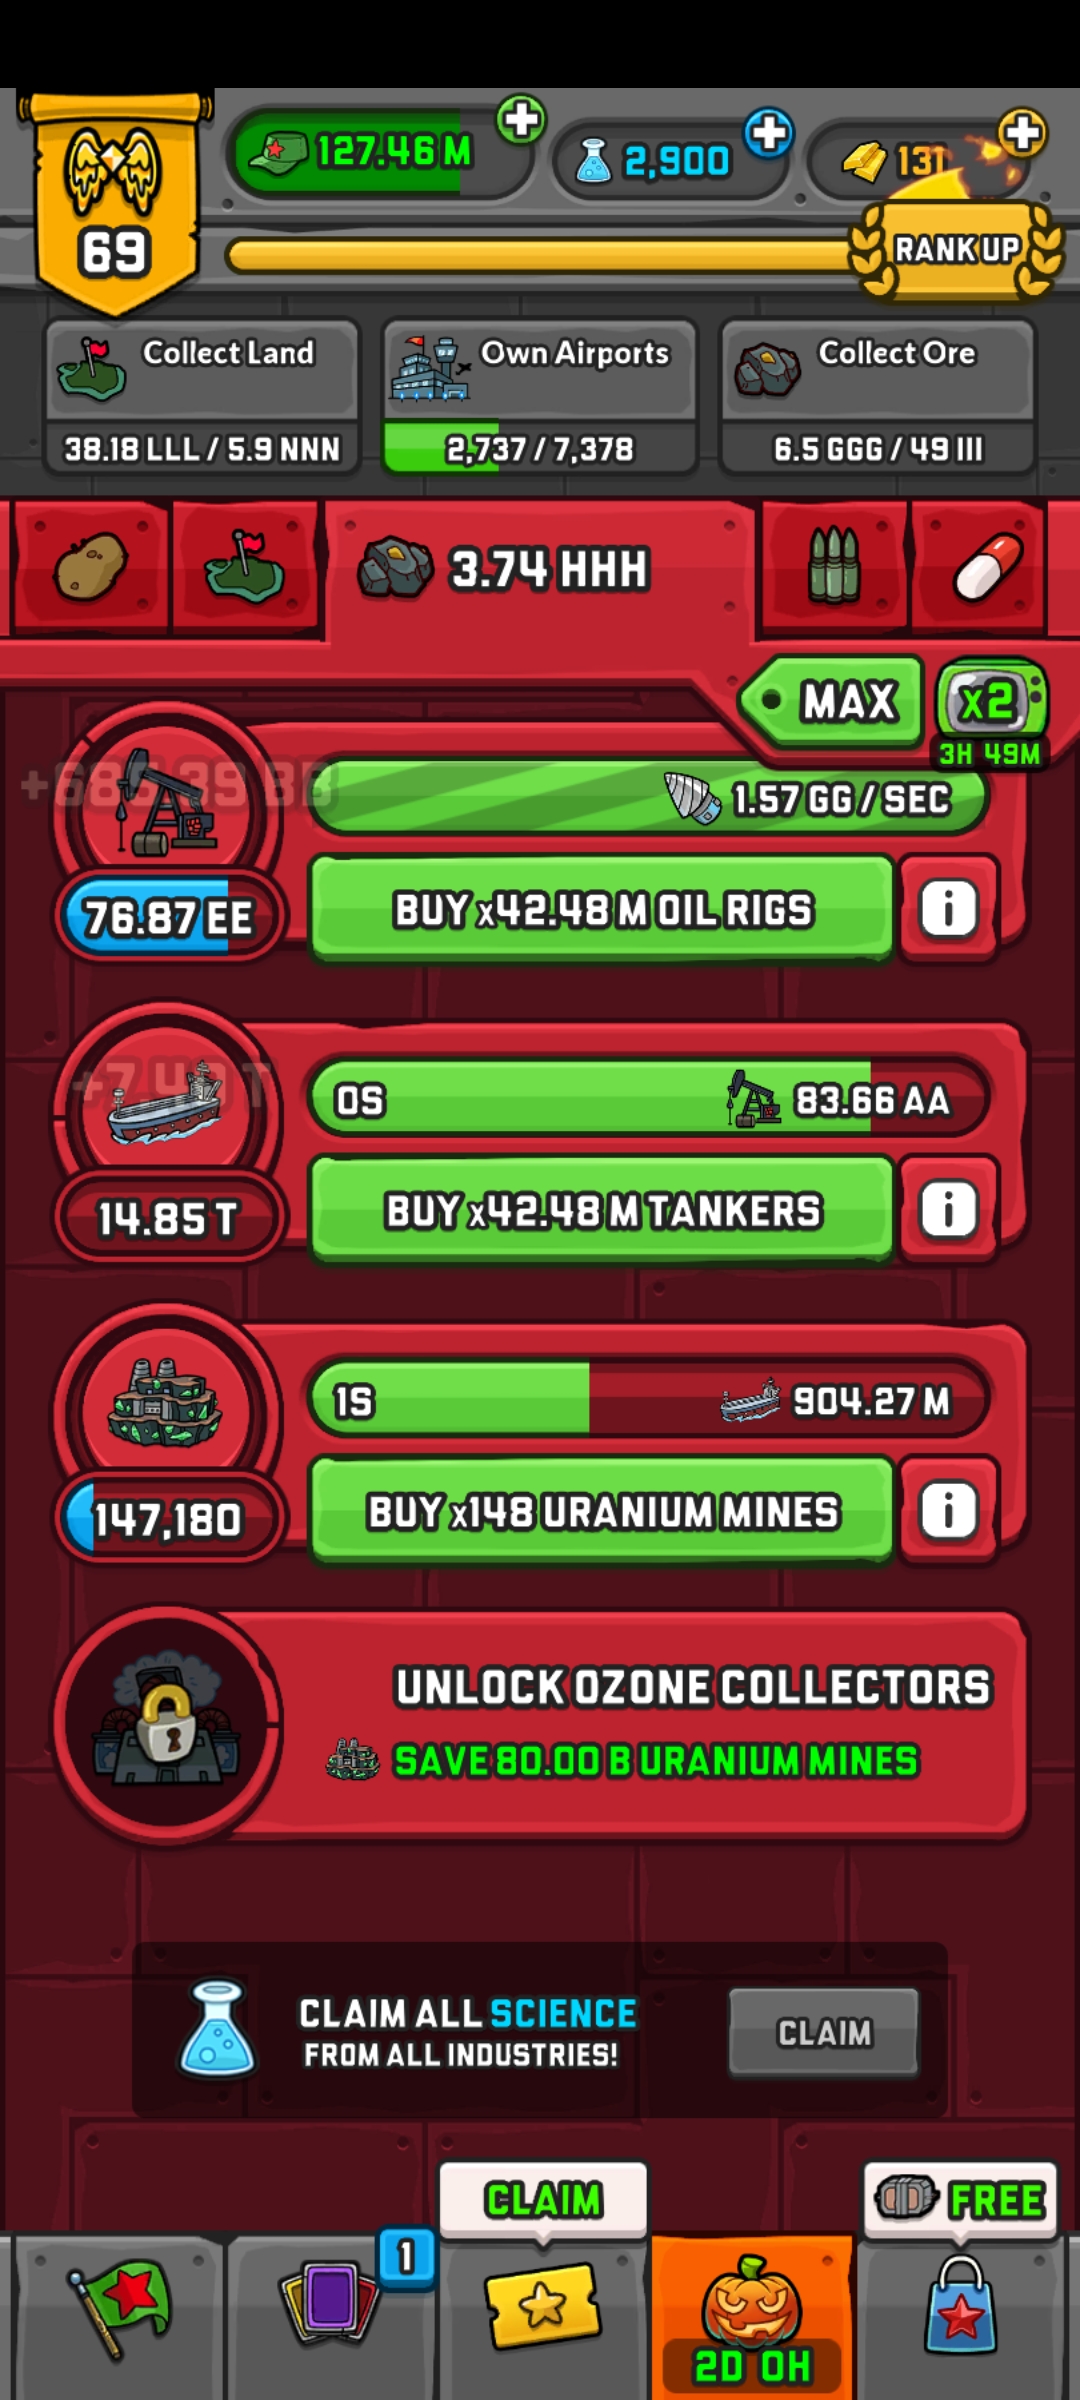 127.46 M
2,900
131
69
RANK UP
Collect Land
Own Airports
Collect Ore
38.18 LLL / 5.9 NNN
2,737 / 7,378
6.5 GGG / 49 III
3.74 HHH
MAX
x2
3H 49M
1.57 GG / SEC
76.87 EE
BUY x42.48 M OIL RIGS
i
0S
83.66 AA
14.85 T
BUY x42.48 M TANKERS
i
1S
904.27 M
147,180
BUY x148 URANIUM MINES
i
UNLOCK OZONE COLLECTORS
SAVE 80.00 B URANIUM MINES
CLAIM ALL SCIENCE
FROM ALL INDUSTRIES!
CLAIM
CLAIM
FREE
1
2D 0H